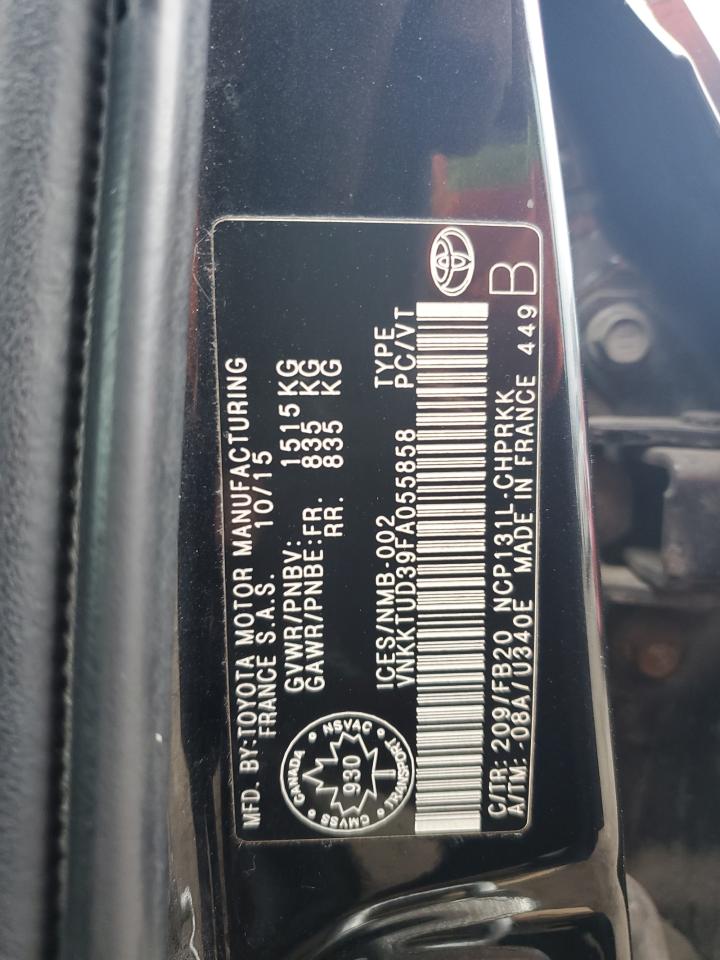 MFD. BY:TOYOTA MOTOR MANUFACTURING
FRANCE S.A.S. 10/15
GVWR/PNBV: 1515KG
GAWR/PNBE:FR. 835 KG
RR. 835 KG
CANADA • NSVAC • TRANSPORT • CMVSS
930
ICES/NMB-002 TYPE
VNKKTUD39FA055858 PC/VT
C/TR: 209/FB20 NCP131L-CHPRKK
A/TM: -08A/U340E MADE IN FRANCE 449
B